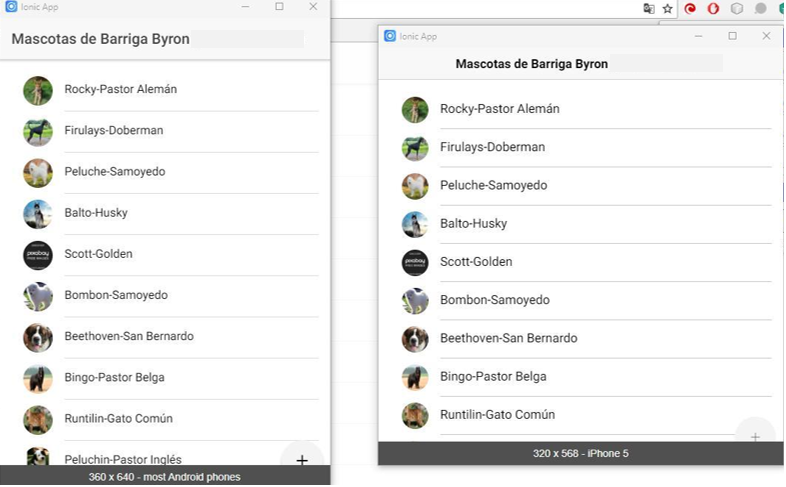 Ionic App
Mascotas de Barriga Byron
Rocky-Pastor Alemán
Firulays-Doberman
Peluche-Samoyedo
Balto-Husky
Scott-Golden
Bombon-Samoyedo
Beethoven-San Bernardo
Bingo-Pastor Belga
Runtilin-Gato Común
Peluchin-Pastor Inglés
+
360 x 640 - most Android phones
Ionic App
Mascotas de Barriga Byron
Rocky-Pastor Alemán
Firulays-Doberman
Peluche-Samoyedo
Balto-Husky
Scott-Golden
Bombon-Samoyedo
Beethoven-San Bernardo
Bingo-Pastor Belga
Runtilin-Gato Común
+
320 x 568 - iPhone 5